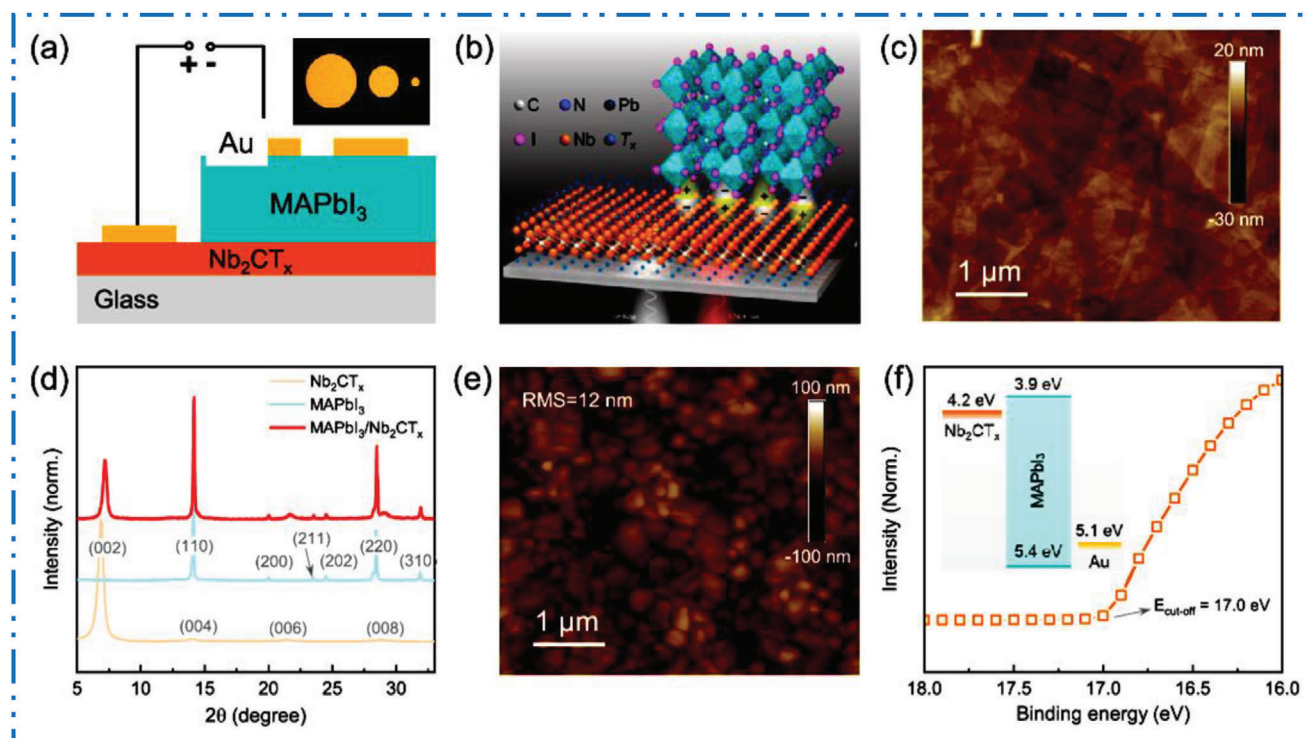 (a)
+ -
Au
MAPbI₃
Nb₂CTₓ
Glass
(b)
C N Pb
I Nb Tₓ
(c)
20 nm
-30 nm
1 µm
(d)
Nb₂CTₓ
MAPbI₃
MAPbI₃/Nb₂CTₓ
(002)
(110)
(200)
(211)
(202)
(220)
(310)
(004)
(006)
(008)
Intensity (norm.)
5 10 15 20 25 30
2θ (degree)
(e)
RMS=12 nm
100 nm
-100 nm
1 µm
(f)
4.2 eV
Nb₂CTₓ
3.9 eV
MAPbI₃
5.4 eV
5.1 eV
Au
E cut-off = 17.0 eV
Intensity (Norm.)
18.0 17.5 17.0 16.5 16.0
Binding energy (eV)